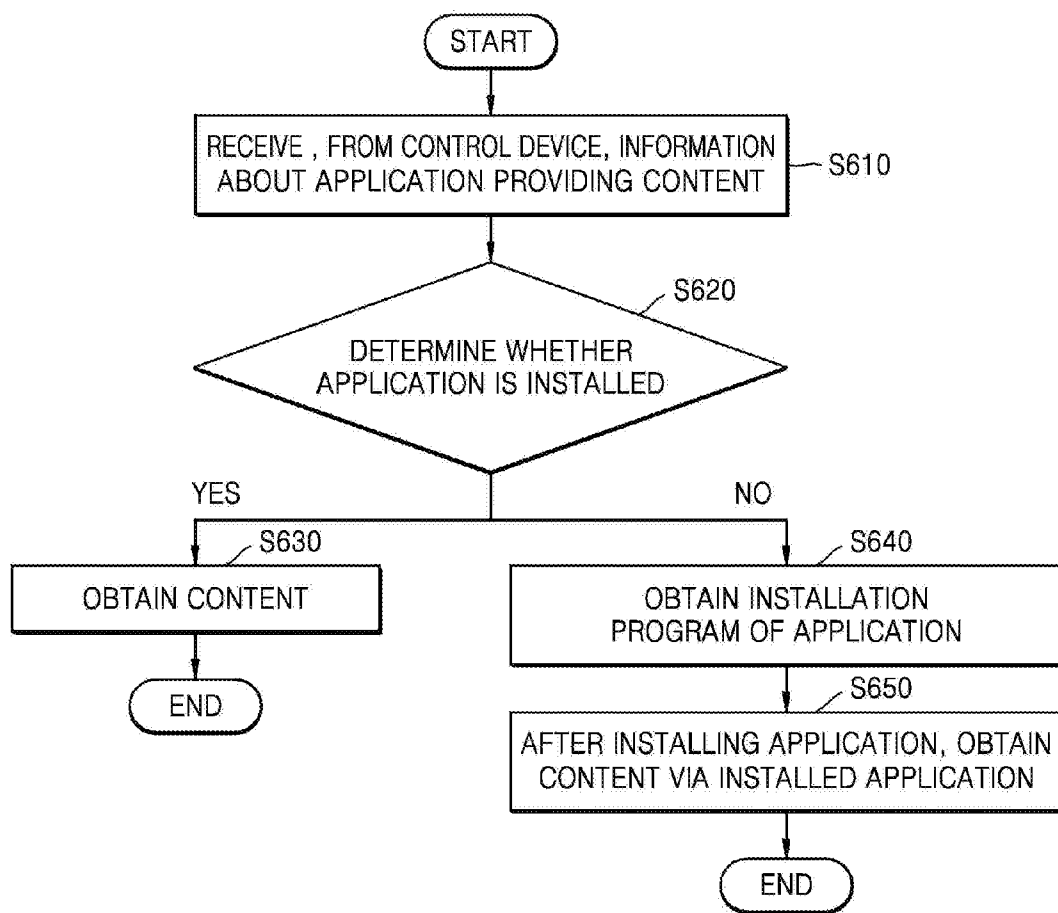 START
RECEIVE , FROM CONTROL DEVICE, INFORMATION
ABOUT APPLICATION PROVIDING CONTENT
S610
S620
DETERMINE WHETHER
APPLICATION IS INSTALLED
YES
NO
S630
OBTAIN CONTENT
END
S640
OBTAIN INSTALLATION
PROGRAM OF APPLICATION
S650
AFTER INSTALLING APPLICATION, OBTAIN
CONTENT VIA INSTALLED APPLICATION
END